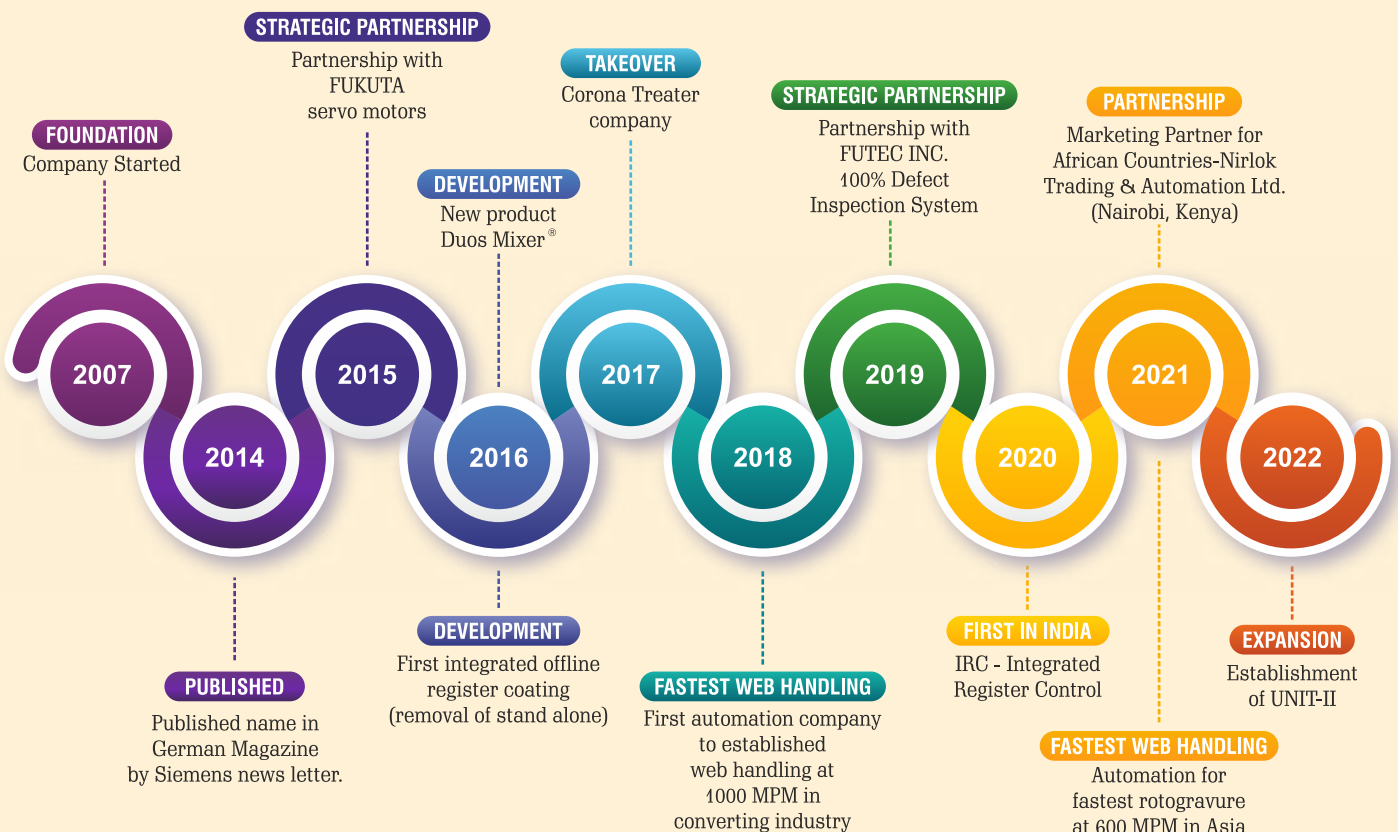 FOUNDATION
Company Started
2007
2014
PUBLISHED
Published name in
German Magazine
by Siemens news letter.
STRATEGIC PARTNERSHIP
Partnership with
FUKUTA
servo motors
2015
DEVELOPMENT
New product
Duos Mixer®
2016
DEVELOPMENT
First integrated offline
register coating
(removal of stand alone)
TAKEOVER
Corona Treater
company
2017
2018
FASTEST WEB HANDLING
First automation company
to established
web handling at
1000 MPM in
converting industry
STRATEGIC PARTNERSHIP
Partnership with
FUTEC INC.
100% Defect
Inspection System
2019
2020
FIRST IN INDIA
IRC - Integrated
Register Control
PARTNERSHIP
Marketing Partner for
African Countries-Nirlok
Trading & Automation Ltd.
(Nairobi, Kenya)
2021
FASTEST WEB HANDLING
Automation for
fastest rotogravure
at 600 MPM in Asia
2022
EXPANSION
Establishment
of UNIT-II